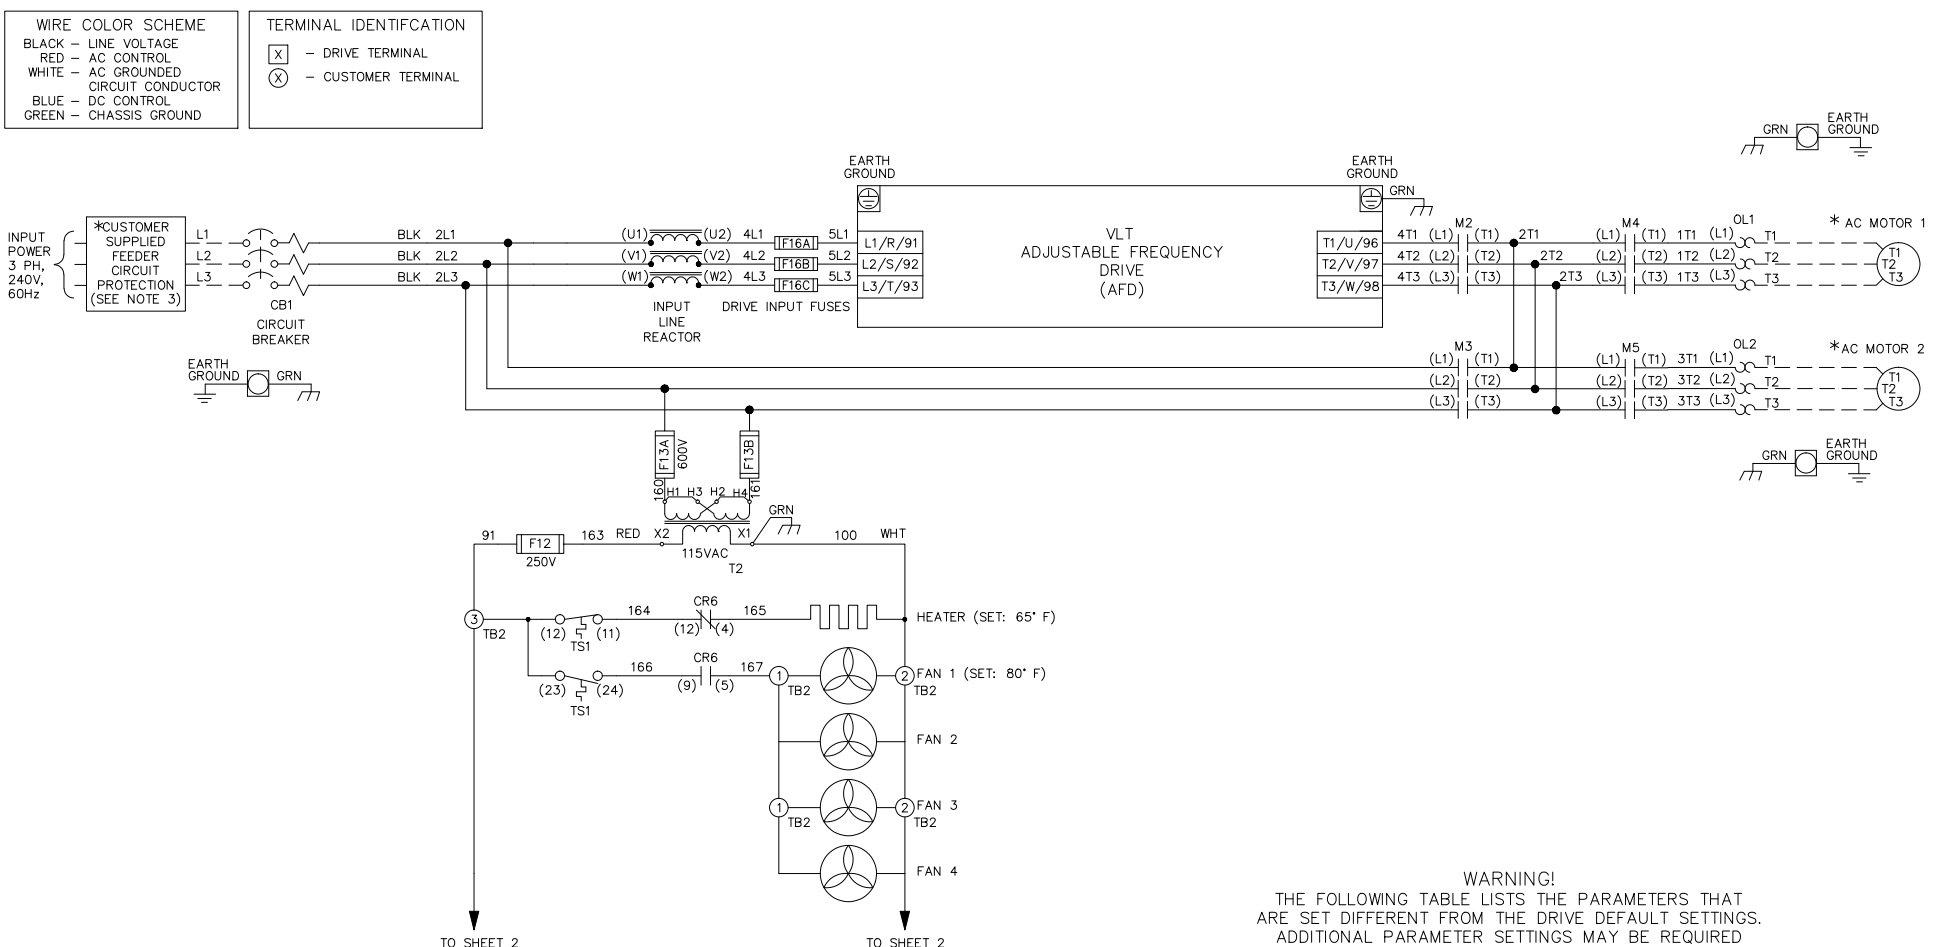 WIRE COLOR SCHEME
BLACK – LINE VOLTAGE
RED – AC CONTROL
WHITE – AC GROUNDED
CIRCUIT CONDUCTOR
BLUE – DC CONTROL
GREEN – CHASSIS GROUND
TERMINAL IDENTIFCATION
X – DRIVE TERMINAL
X – CUSTOMER TERMINAL
GRN
EARTH
GROUND
INPUT
POWER
3 PH,
240V,
60Hz
*CUSTOMER
SUPPLIED
FEEDER
CIRCUIT
PROTECTION
(SEE NOTE 3)
L1
L2
L3
CB1
CIRCUIT
BREAKER
BLK 2L1
BLK 2L2
BLK 2L3
(U1) (U2) 4L1 F16A 5L1
(V1) (V2) 4L2 F16B 5L2
(W1) (W2) 4L3 F16C 5L3
INPUT
LINE
REACTOR
DRIVE INPUT FUSES
EARTH
GROUND
L1/R/91
L2/S/92
L3/T/93
VLT
ADJUSTABLE FREQUENCY
DRIVE
(AFD)
EARTH
GROUND
GRN
T1/U/96
T2/V/97
T3/W/98
M2
4T1 (L1) (T1) 2T1
4T2 (L2) (T2) 2T2
4T3 (L3) (T3) 2T3
M4
(L1) (T1) 1T1 (L1) T1
(L2) (T2) 1T2 (L2) T2
(L3) (T3) 1T3 (L3) T3
OL1
* AC MOTOR 1
T1
T2
T3
EARTH
GROUND
GRN
M3
(L1) (T1)
(L2) (T2)
(L3) (T3)
M5
(L1) (T1) 3T1 (L1) T1
(L2) (T2) 3T2 (L2) T2
(L3) (T3) 3T3 (L3) T3
OL2
*AC MOTOR 2
T1
T2
T3
GRN
EARTH
GROUND
F13A
600V
F13B
160
161
H1 H3 H2 H4
GRN
91 F12 163 RED X2 X1 100 WHT
250V
115VAC
T2
3
TB2
(12) (11)
TS1
164
CR6
(12) (4)
165
HEATER (SET: 65° F)
(23) (24)
TS1
166
CR6
(9) (5)
167
1
TB2
2
TB2
FAN 1 (SET: 80° F)
FAN 2
1
TB2
2
TB2
FAN 3
FAN 4
TO SHEET 2
TO SHEET 2
WARNING!
THE FOLLOWING TABLE LISTS THE PARAMETERS THAT
ARE SET DIFFERENT FROM THE DRIVE DEFAULT SETTINGS.
ADDITIONAL PARAMETER SETTINGS MAY BE REQUIRED